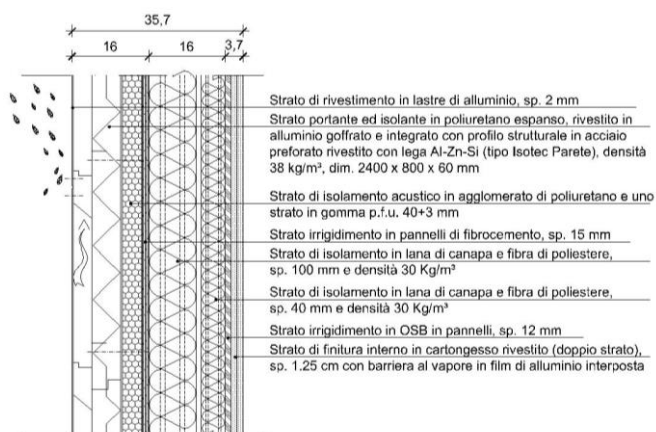 35,7
16 16 3,7
Strato di rivestimento in lastre di alluminio, sp. 2 mm
Strato portante ed isolante in poliuretano espanso, rivestito in
alluminio goffrato e integrato con profilo strutturale in acciaio
preforato rivestito con lega Al-Zn-Si (tipo Isotec Parete), densità
38 kg/m³, dim. 2400 x 800 x 60 mm
Strato di isolamento acustico in agglomerato di poliuretano e uno
strato in gomma p.f.u. 40+3 mm
Strato irrigidimento in pannelli di fibrocemento, sp. 15 mm
Strato di isolamento in lana di canapa e fibra di poliestere,
sp. 100 mm e densità 30 Kg/m³
Strato di isolamento in lana di canapa e fibra di poliestere,
sp. 40 mm e densità 30 Kg/m³
Strato irrigidimento in OSB in pannelli, sp. 12 mm
Strato di finitura interno in cartongesso rivestito (doppio strato),
sp. 1.25 cm con barriera al vapore in film di alluminio interposta